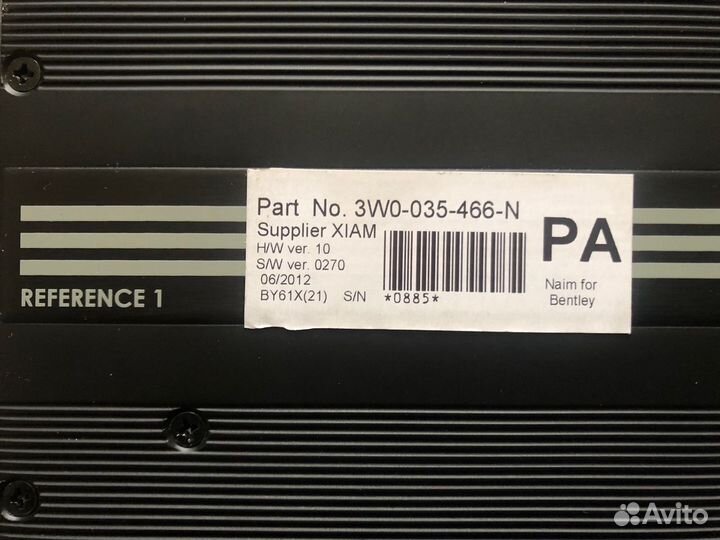 Part No. 3W0-035-466-N
Supplier XIAM
H/W ver. 10
S/W ver. 0270
06/2012
BY61X(21) S/N *0885*
PA
Naim for
Bentley
REFERENCE 1
Avito